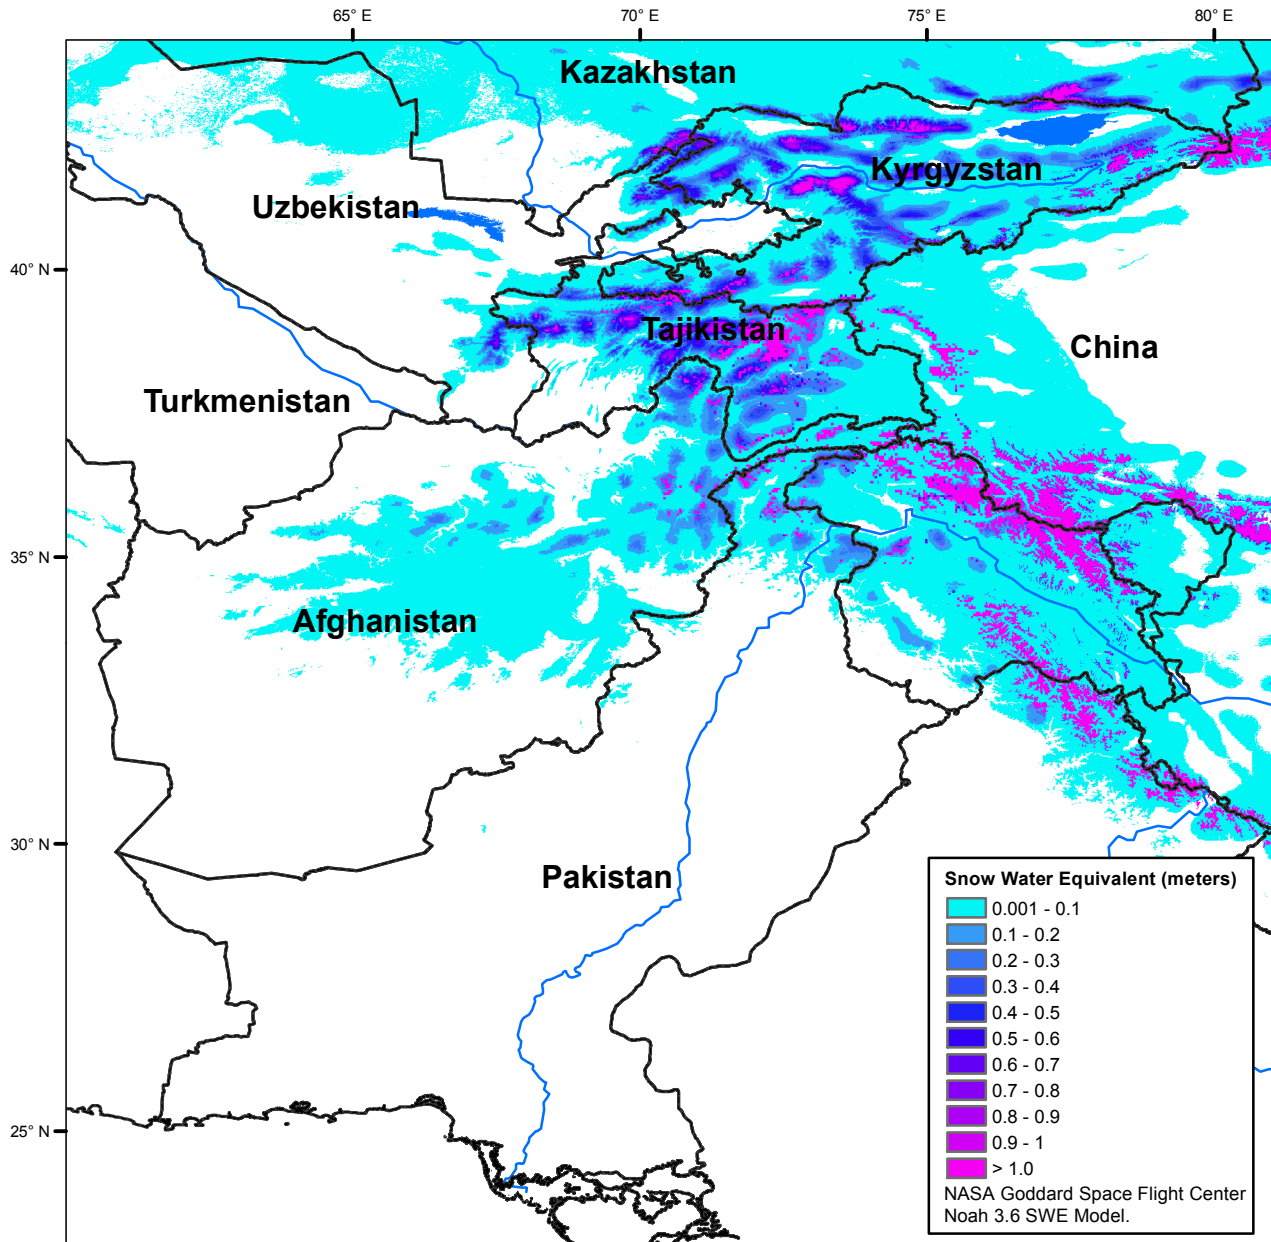 65° E
70° E
75° E
80° E
Kazakhstan
Kyrgyzstan
Uzbekistan
40° N
Tajikistan
China
Turkmenistan
35° N
Afghanistan
30° N
Pakistan
25° N
Snow Water Equivalent (meters)
0.001 - 0.1
0.1 - 0.2
0.2 - 0.3
0.3 - 0.4
0.4 - 0.5
0.5 - 0.6
0.6 - 0.7
0.7 - 0.8
0.8 - 0.9
0.9 - 1
> 1.0
NASA Goddard Space Flight Center
Noah 3.6 SWE Model.